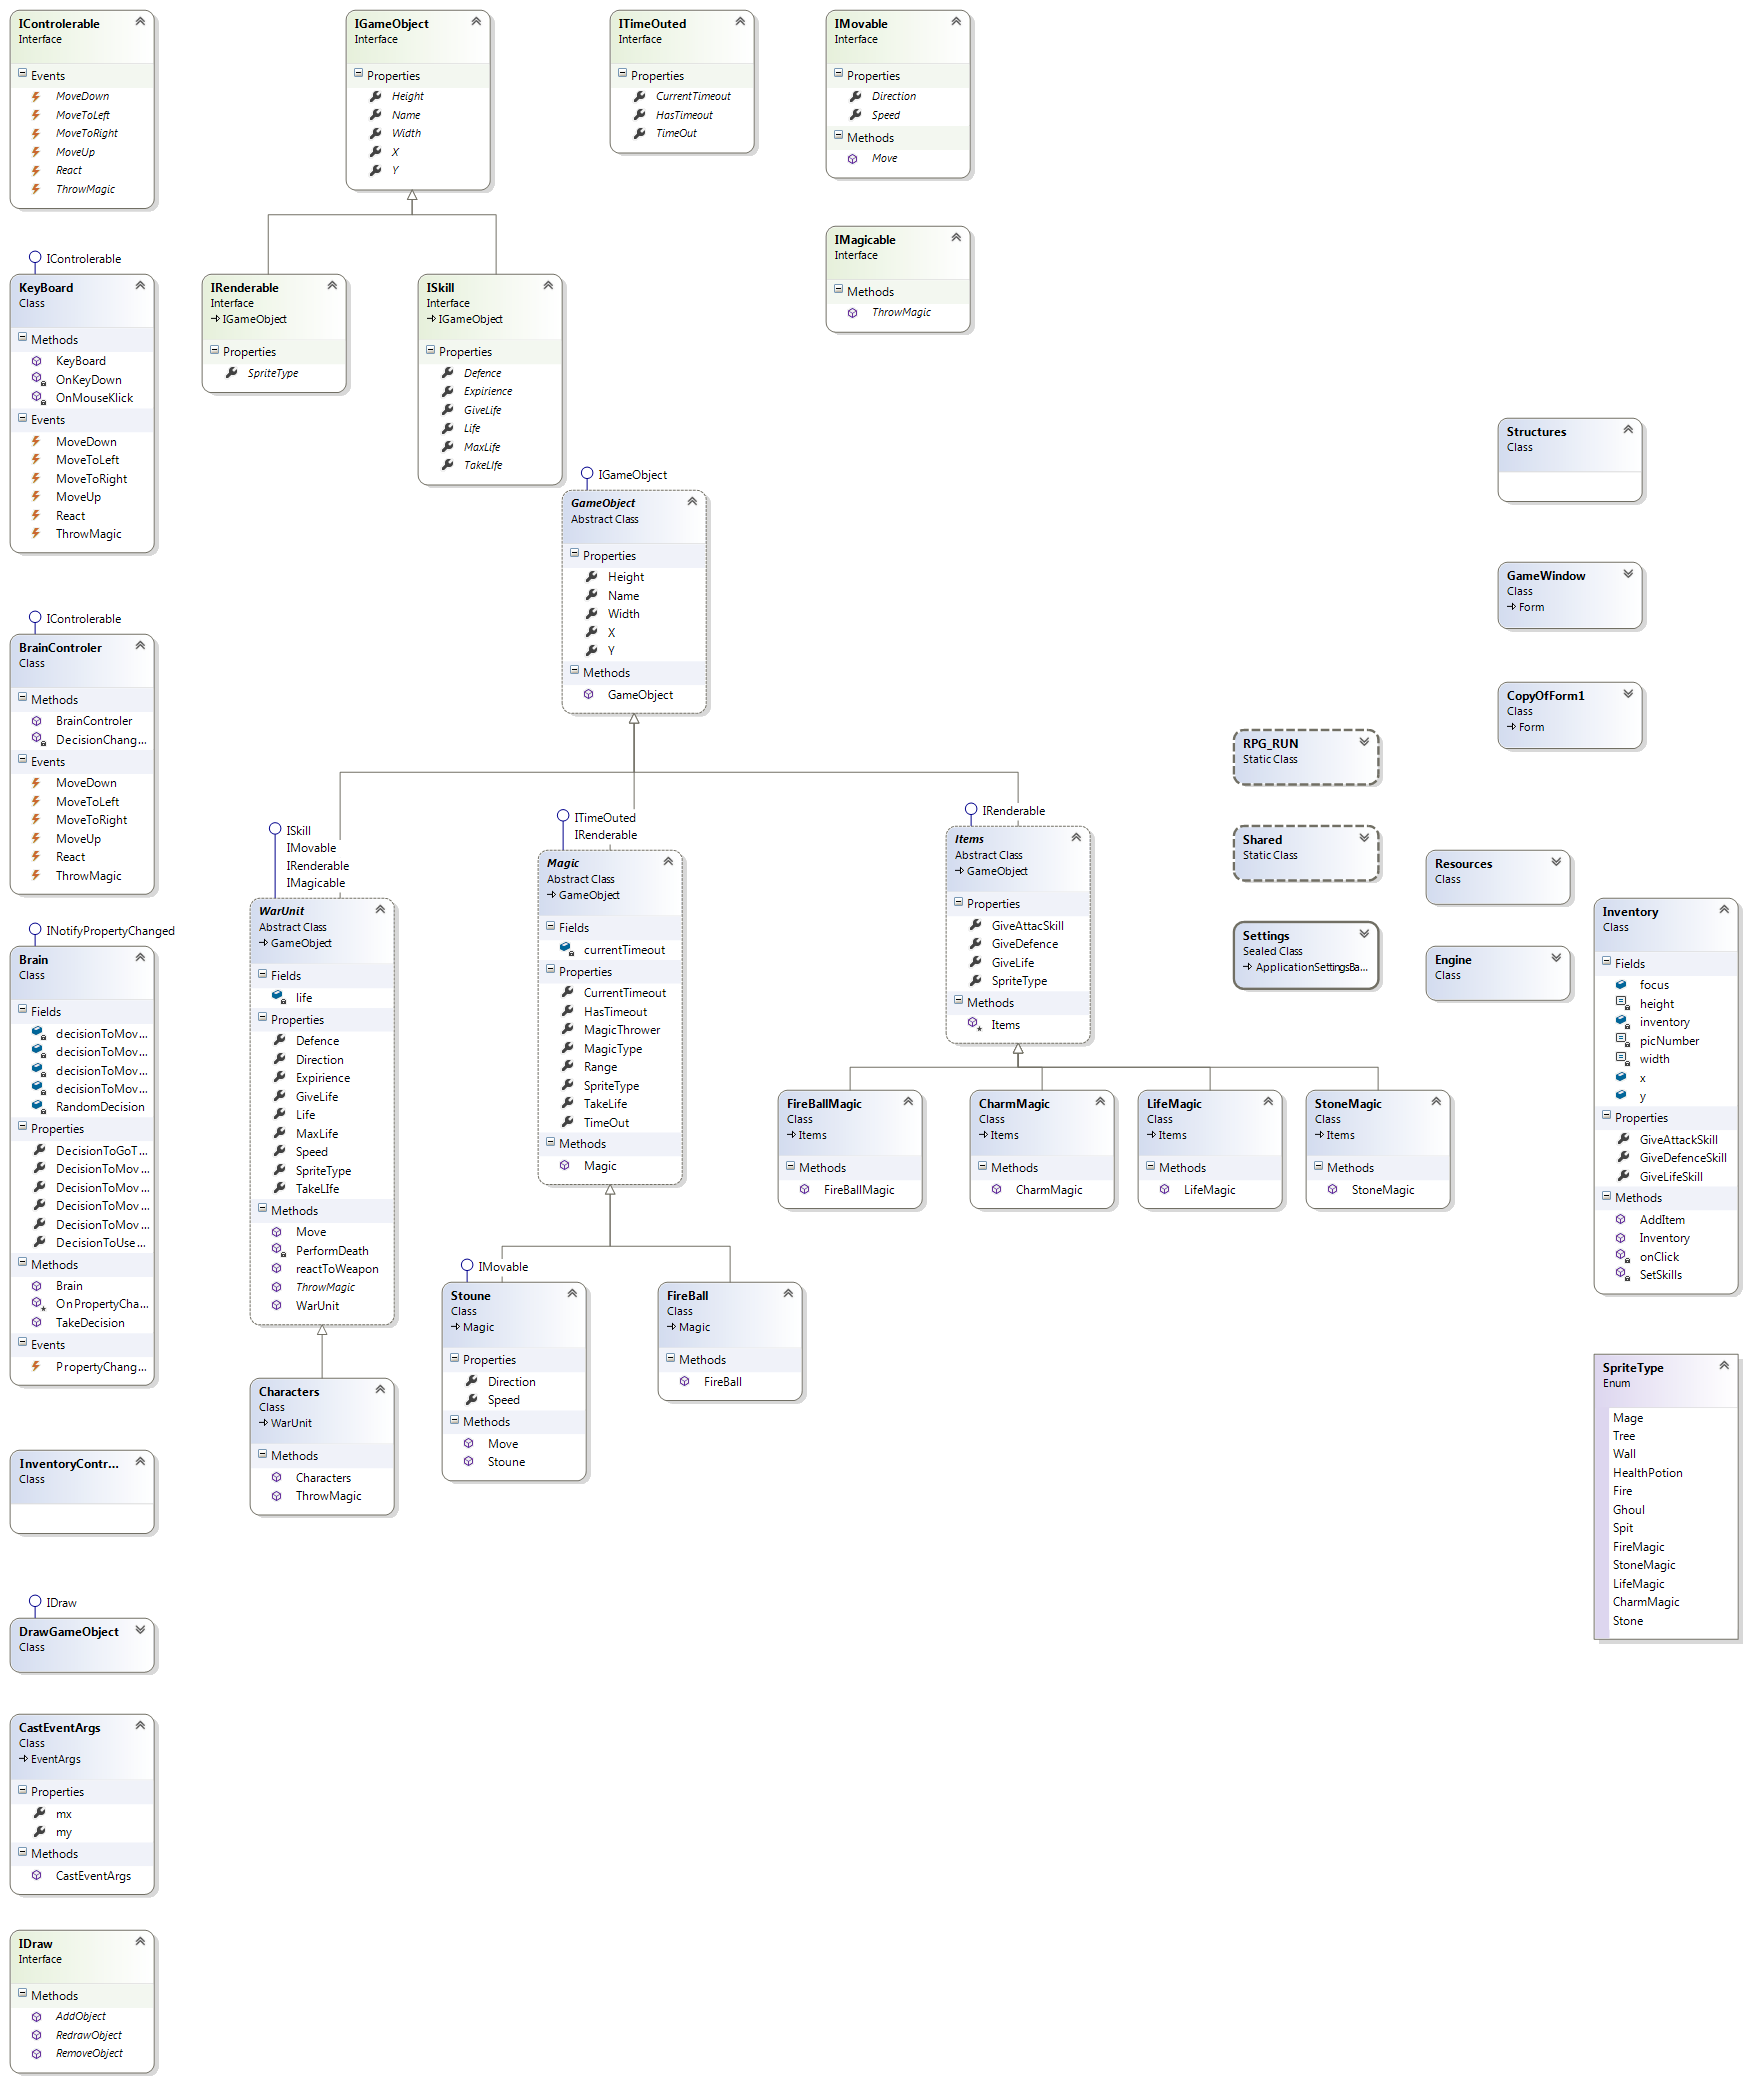 IControlerable
Interface
Events
MoveDown
MoveToLeft
MoveToRight
MoveUp
React
ThrowMagic
IGameObject
Interface
Properties
Height
Name
Width
X
Y
ITimeOuted
Interface
Properties
CurrentTimeout
HasTimeout
TimeOut
IMovable
Interface
Properties
Direction
Speed
Methods
Move
IMagicable
Interface
Methods
ThrowMagic
IControlerable
KeyBoard
Class
Methods
KeyBoard
OnKeyDown
OnMouseKlick
Events
MoveDown
MoveToLeft
MoveToRight
MoveUp
React
ThrowMagic
IRenderable
Interface
IGameObject
Properties
SpriteType
ISkill
Interface
IGameObject
Properties
Defence
Expirience
GiveLife
Life
MaxLife
TakeLIfe
IGameObject
GameObject
Abstract Class
Properties
Height
Name
Width
X
Y
Methods
GameObject
Structures
Class
GameWindow
Class
Form
CopyOfForm1
Class
Form
IControlerable
BrainControler
Class
Methods
BrainControler
DecisionChang...
Events
MoveDown
MoveToLeft
MoveToRight
MoveUp
React
ThrowMagic
RPG_RUN
Static Class
Shared
Static Class
Settings
Sealed Class
ApplicationSettingsBa...
Resources
Class
Engine
Class
INotifyPropertyChanged
Brain
Class
Fields
decisionToMov...
decisionToMov...
decisionToMov...
decisionToMov...
RandomDecision
Properties
DecisionToGoT...
DecisionToMov...
DecisionToMov...
DecisionToMov...
DecisionToMov...
DecisionToUse...
Methods
Brain
OnPropertyCha...
TakeDecision
Events
PropertyChang...
ISkill
IMovable
IRenderable
IMagicable
WarUnit
Abstract Class
GameObject
Fields
life
Properties
Defence
Direction
Expirience
GiveLife
Life
MaxLife
Speed
SpriteType
TakeLIfe
Methods
Move
PerformDeath
reactToWeapon
ThrowMagic
WarUnit
ITimeOuted
IRenderable
Magic
Abstract Class
GameObject
Fields
currentTimeout
Properties
CurrentTimeout
HasTimeout
MagicThrower
MagicType
Range
SpriteType
TakeLife
TimeOut
Methods
Magic
IRenderable
Items
Abstract Class
GameObject
Properties
GiveAttacSkill
GiveDefence
GiveLife
SpriteType
Methods
Items
FireBallMagic
Class
Items
Methods
FireBallMagic
CharmMagic
Class
Items
Methods
CharmMagic
LifeMagic
Class
Items
Methods
LifeMagic
StoneMagic
Class
Items
Methods
StoneMagic
Inventory
Class
Fields
focus
height
inventory
picNumber
width
x
y
Properties
GiveAttackSkill
GiveDefenceSkill
GiveLifeSkill
Methods
AddItem
Inventory
onClick
SetSkills
Characters
Class
WarUnit
Methods
Characters
ThrowMagic
IMovable
Stoune
Class
Magic
Properties
Direction
Speed
Methods
Move
Stoune
FireBall
Class
Magic
Methods
FireBall
SpriteType
Enum
Mage
Tree
Wall
HealthPotion
Fire
Ghoul
Spit
FireMagic
StoneMagic
LifeMagic
CharmMagic
Stone
InventoryContr...
Class
IDraw
DrawGameObject
Class
CastEventArgs
Class
EventArgs
Properties
mx
my
Methods
CastEventArgs
IDraw
Interface
Methods
AddObject
RedrawObject
RemoveObject